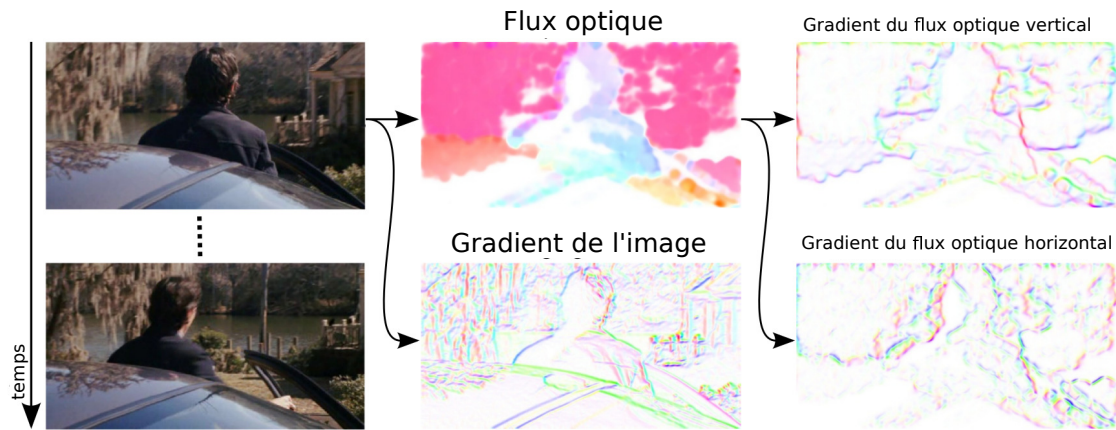 Flux optique
Gradient du flux optique vertical
Gradient de l'image
Gradient du flux optique horizontal
temps